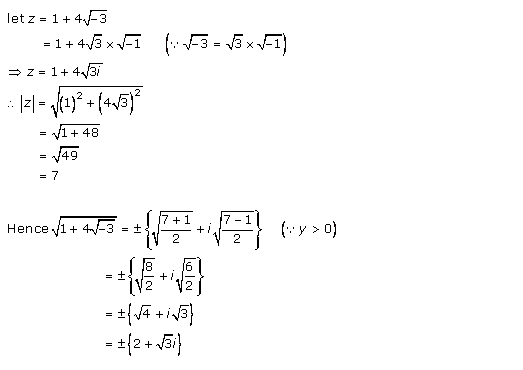 let z = 1 + 4√-3
= 1 + 4√3 × √-1 (∵ √-3 = √3 × √-1)
⇒ z = 1 + 4√3i
∴ |z| = √((1)² + (4√3)²)
= √(1 + 48)
= √49
= 7
Hence √(1 + 4√-3) = ±{√((7 + 1)/2) + i√((7 − 1)/2)} (∵ y > 0)
= ±{√(8/2) + i√(6/2)}
= ±{√4 + i√3}
= ±{2 + √3i}